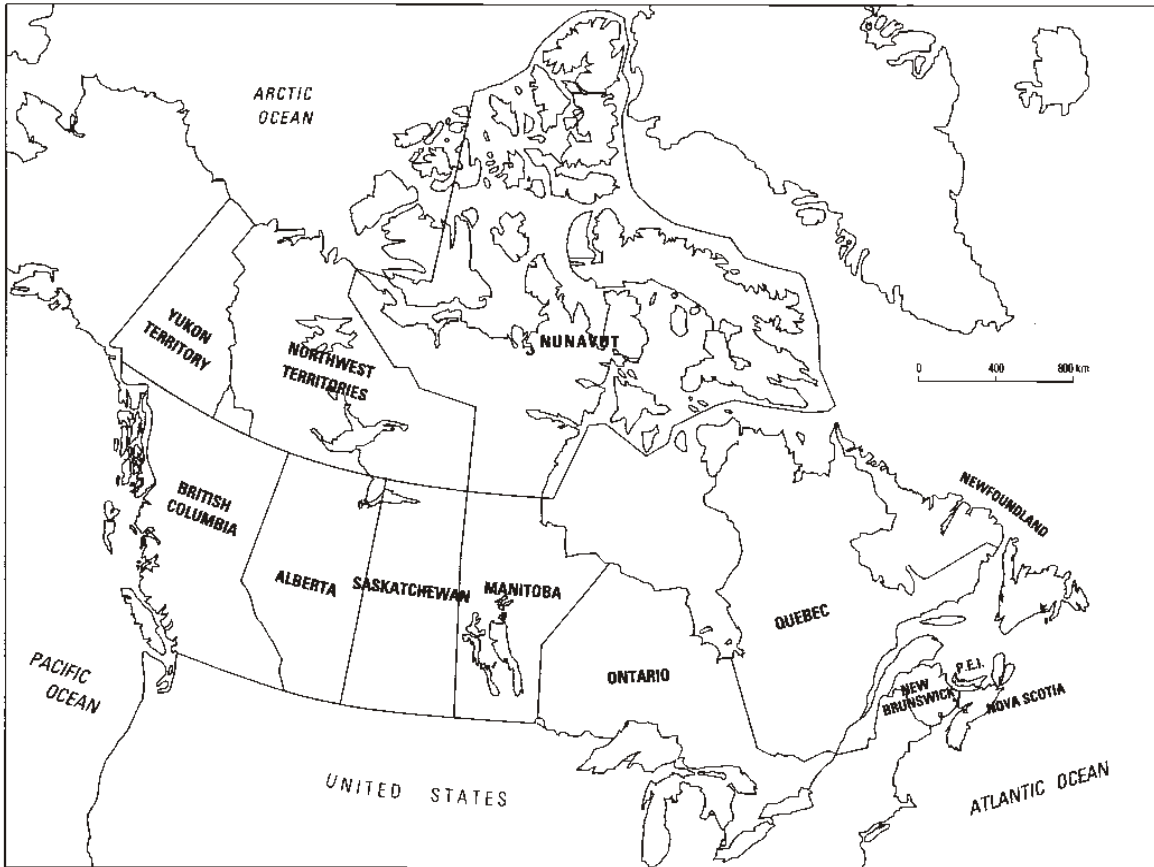 ARCTIC
OCEAN
YUKON
TERRITORY
NORTHWEST
TERRITORIES
NUNAVUT
0 400 800 km
BRITISH
COLUMBIA
ALBERTA
SASKATCHEWAN
MANITOBA
ONTARIO
QUEBEC
NEWFOUNDLAND
P.E.I.
NEW
BRUNSWICK
NOVA SCOTIA
PACIFIC
OCEAN
UNITED STATES
ATLANTIC OCEAN